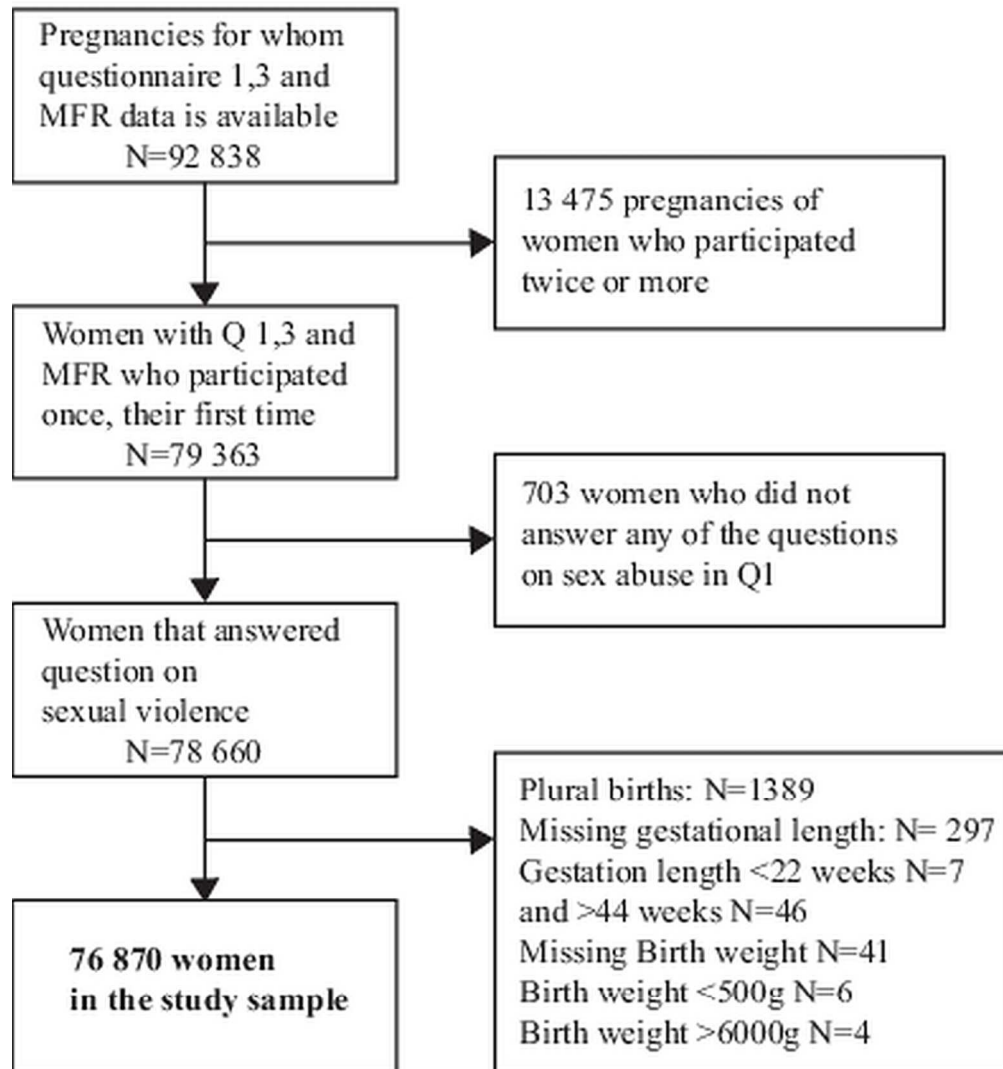 Pregnancies for whom
questionnaire 1,3 and
MFR data is available
N=92 838
13 475 pregnancies of
women who participated
twice or more
Women with Q 1,3 and
MFR who participated
once, their first time
N=79 363
703 women who did not
answer any of the questions
on sex abuse in Q1
Women that answered
question on
sexual violence
N=78 660
Plural births: N=1389
Missing gestational length: N= 297
Gestation length <22 weeks N=7
and >44 weeks N=46
Missing Birth weight N=41
Birth weight <500g N=6
Birth weight >6000g N=4
76 870 women
in the study sample